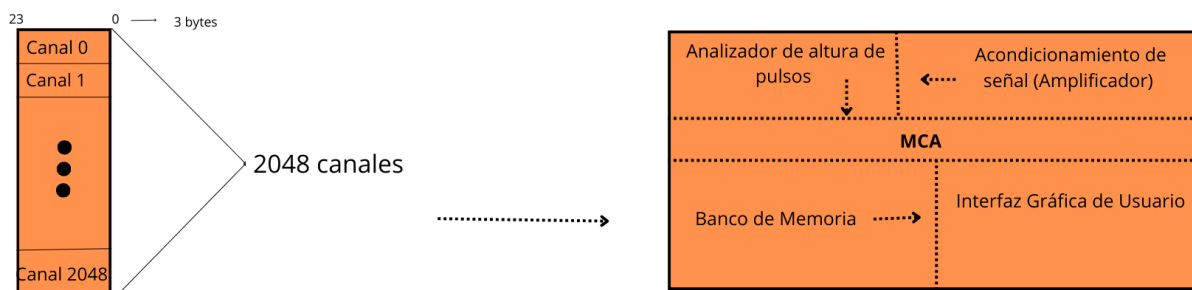 23
0
3 bytes
Canal 0
Canal 1
2048 canales
Canal 2048
Analizador de altura de
pulsos
Acondicionamiento de
señal (Amplificador)
MCA
Banco de Memoria
Interfaz Gráfica de Usuario